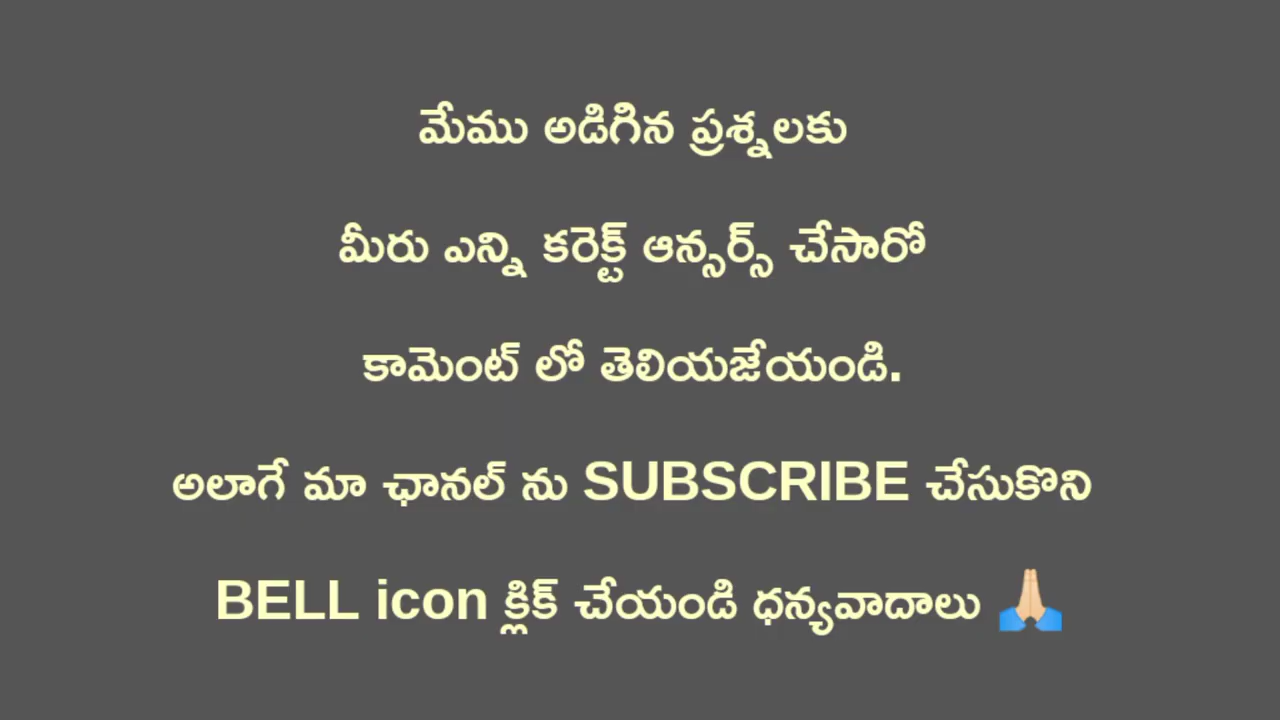 మేము అడిగిన ప్రశ్నలకు
మీరు ఎన్ని కరెక్ట్ ఆన్సర్స్ చేసారో
కామెంట్ లో తెలియజేయండి.
అలాగే మా ఛానల్ ను SUBSCRIBE చేసుకొని
BELL icon క్లిక్ చేయండి ధన్యవాదాలు 🙏🏼